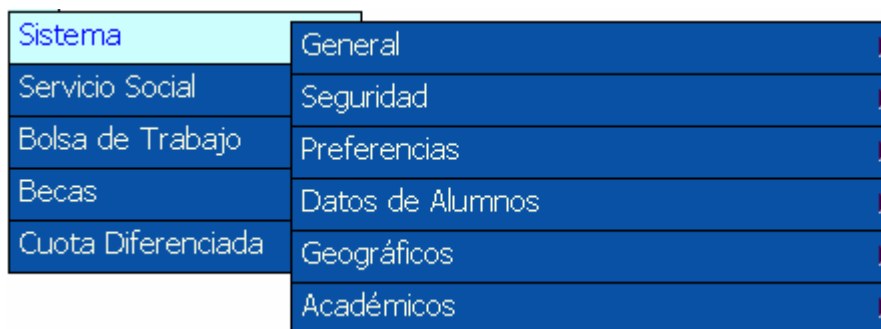 Sistema
Servicio Social
Bolsa de Trabajo
Becas
Cuota Diferenciada
General
Seguridad
Preferencias
Datos de Alumnos
Geográficos
Académicos